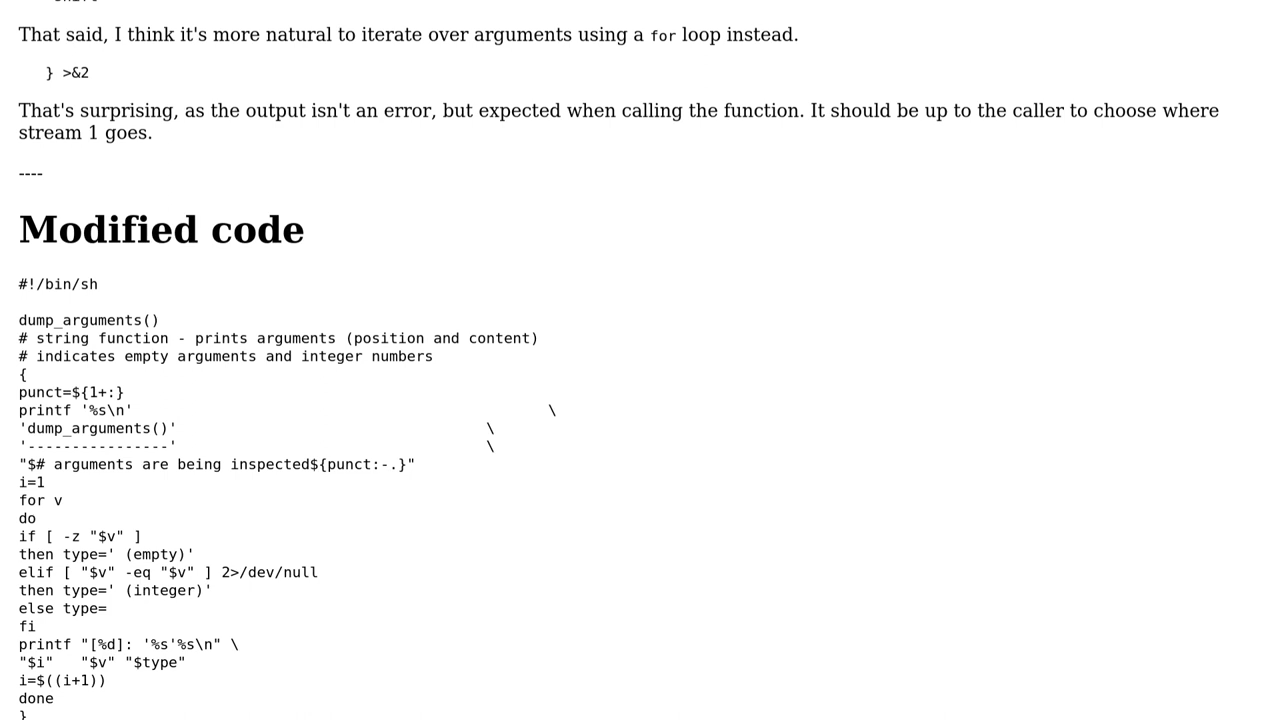 That said, I think it's more natural to iterate over arguments using a for loop instead.
} >&2
That's surprising, as the output isn't an error, but expected when calling the function. It should be up to the caller to choose where
stream 1 goes.
----
Modified code
#!/bin/sh
dump_arguments()
# string function - prints arguments (position and content)
# indicates empty arguments and integer numbers
{
punct=${1+:}
printf '%s\n' \
'dump_arguments()' \
'----------------' \
"$# arguments are being inspected${punct:-.}"
i=1
for v
do
if [ -z "$v" ]
then type=' (empty)'
elif [ "$v" -eq "$v" ] 2>/dev/null
then type=' (integer)'
else type=
fi
printf "[%d]: '%s'%s\n" \
"$i"   "$v" "$type"
i=$((i+1))
done
}